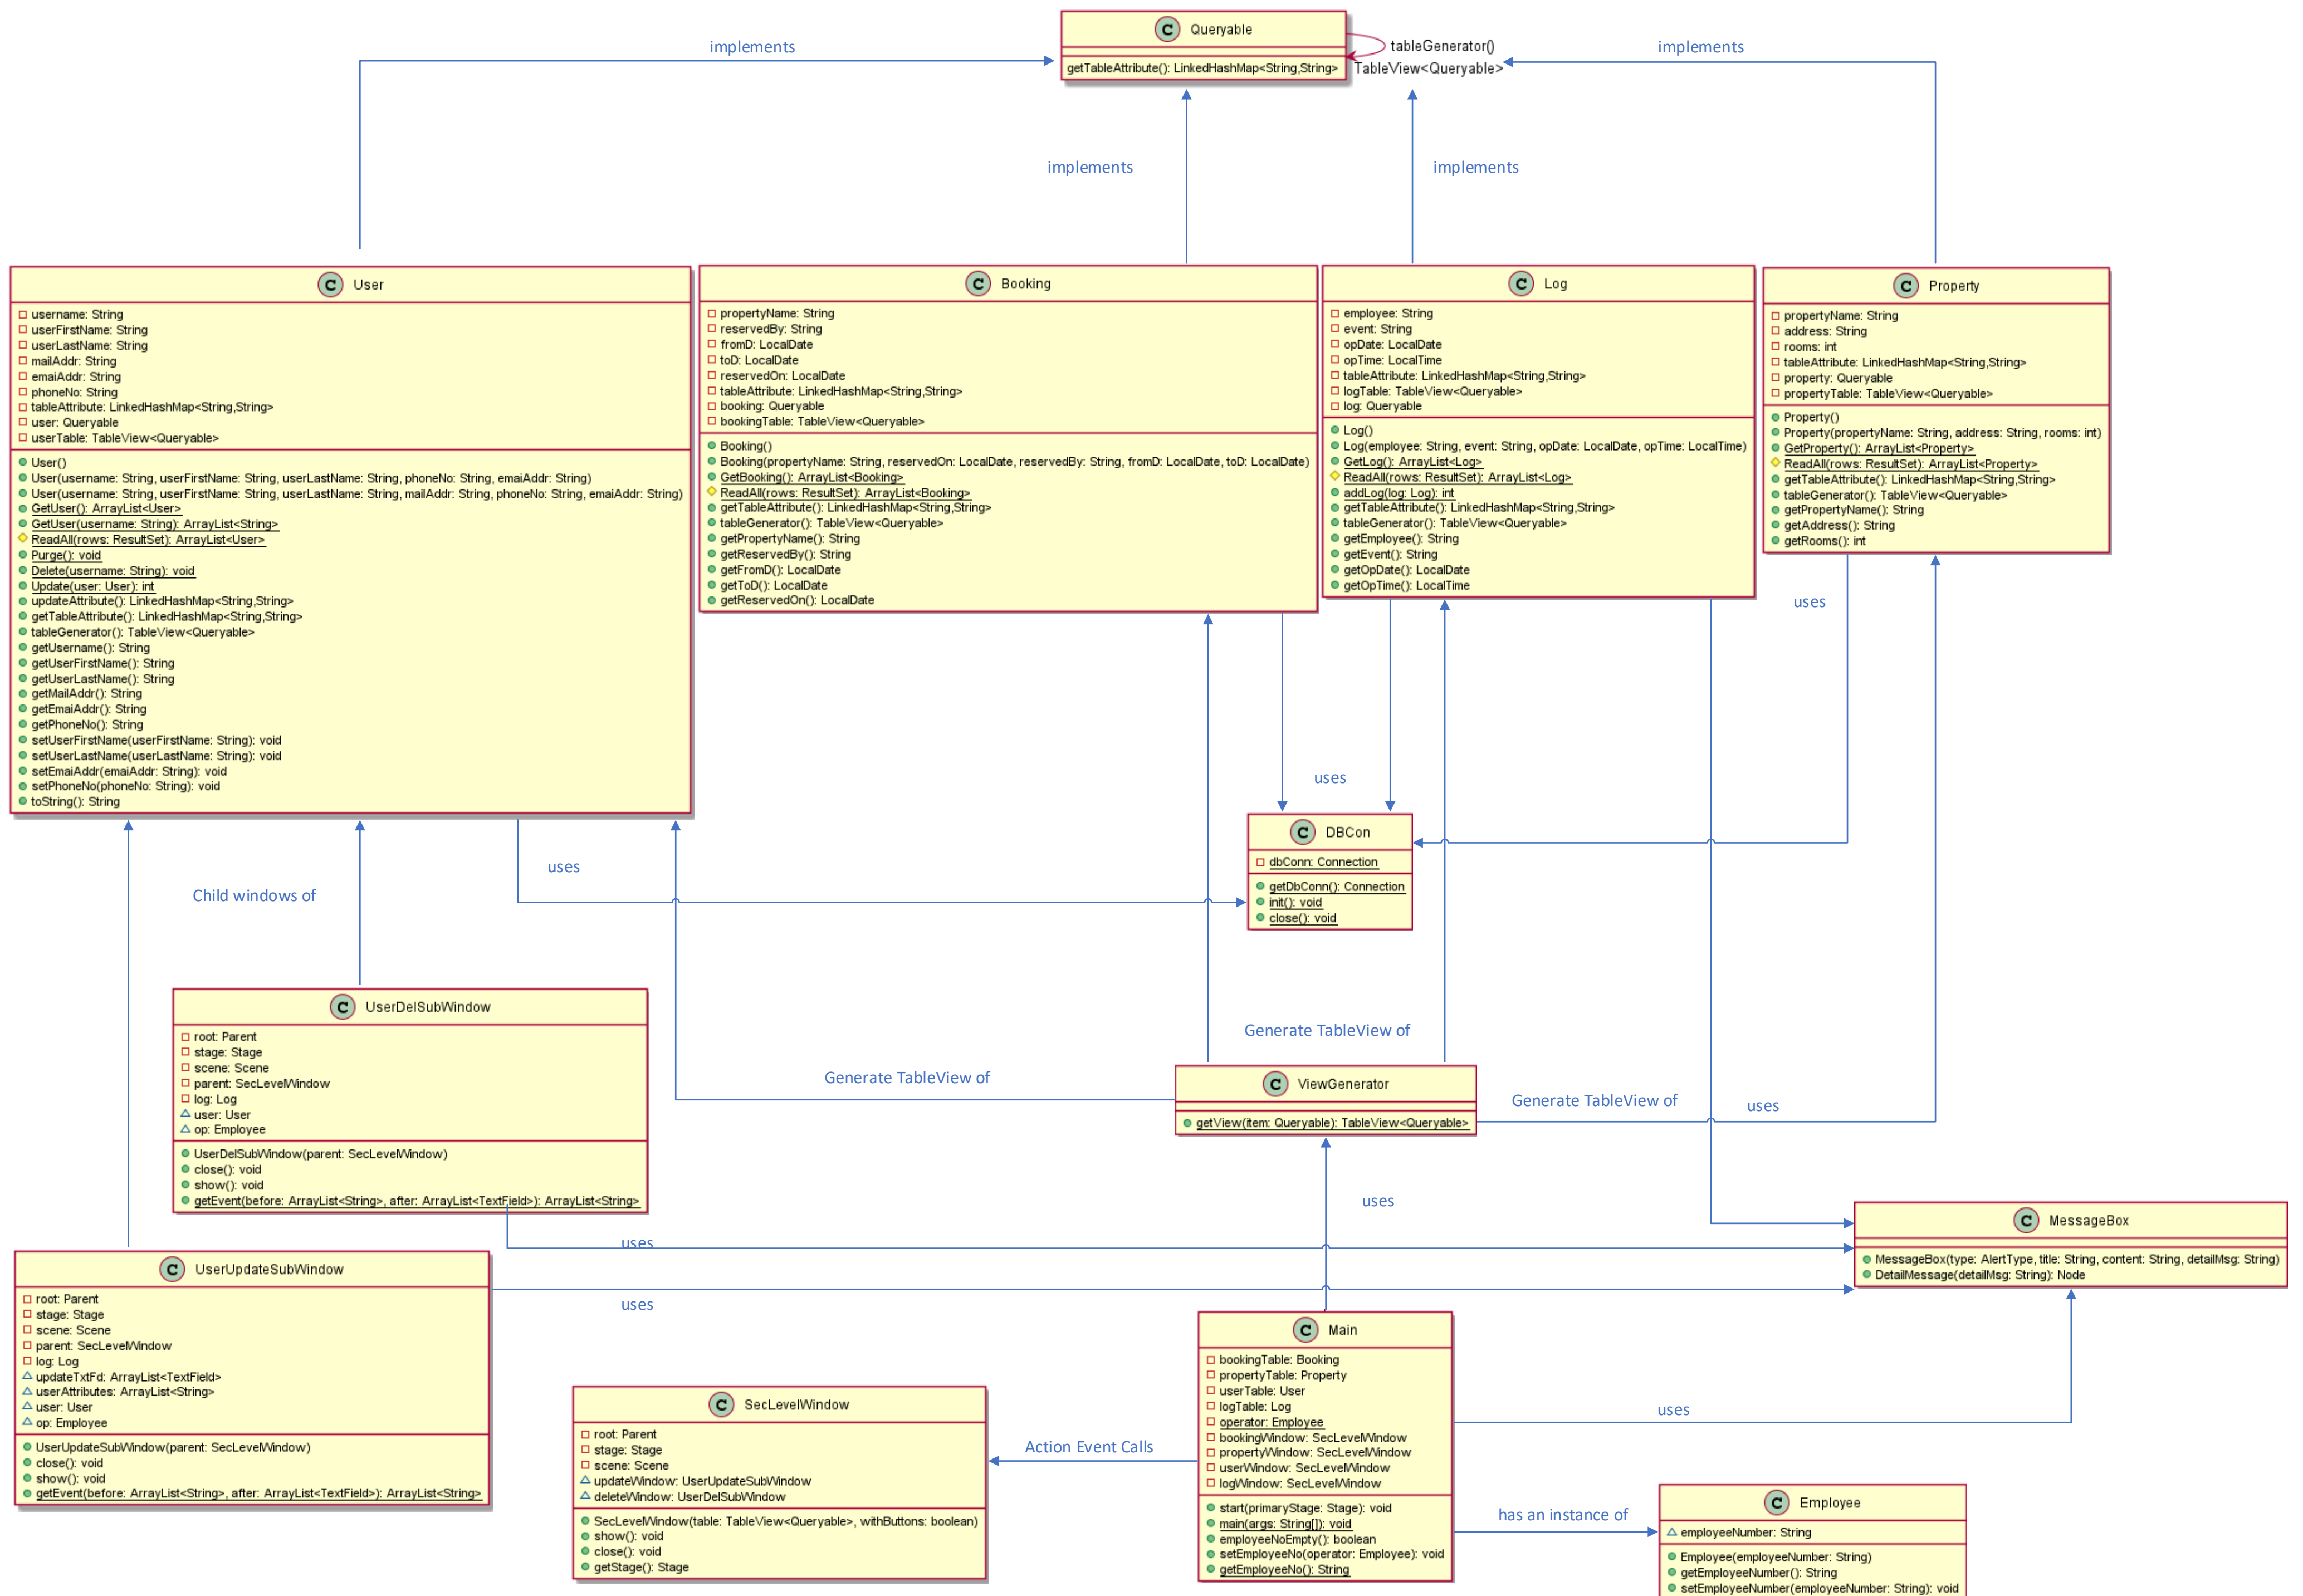 C Queryable
getTableAttribute(): LinkedHashMap<String,String>
tableGenerator()
TableView<Queryable>
implements
implements
implements
implements
C User
username: String
userFirstName: String
userLastName: String
mailAddr: String
emaiAddr: String
phoneNo: String
tableAttribute: LinkedHashMap<String,String>
user: Queryable
userTable: TableView<Queryable>
User()
User(username: String, userFirstName: String, userLastName: String, phoneNo: String, emaiAddr: String)
User(username: String, userFirstName: String, userLastName: String, mailAddr: String, phoneNo: String, emaiAddr: String)
GetUser(): ArrayList<User>
GetUser(username: String): ArrayList<String>
ReadAll(rows: ResultSet): ArrayList<User>
Purge(): void
Delete(username: String): void
Update(user: User): int
updateAttribute(): LinkedHashMap<String,String>
getTableAttribute(): LinkedHashMap<String,String>
tableGenerator(): TableView<Queryable>
getUsername(): String
getUserFirstName(): String
getUserLastName(): String
getMailAddr(): String
getEmaiAddr(): String
getPhoneNo(): String
setUserFirstName(userFirstName: String): void
setUserLastName(userLastName: String): void
setEmaiAddr(emaiAddr: String): void
setPhoneNo(phoneNo: String): void
toString(): String
C Booking
propertyName: String
reservedBy: String
fromD: LocalDate
toD: LocalDate
reservedOn: LocalDate
tableAttribute: LinkedHashMap<String,String>
booking: Queryable
bookingTable: TableView<Queryable>
Booking()
Booking(propertyName: String, reservedOn: LocalDate, reservedBy: String, fromD: LocalDate, toD: LocalDate)
GetBooking(): ArrayList<Booking>
ReadAll(rows: ResultSet): ArrayList<Booking>
getTableAttribute(): LinkedHashMap<String,String>
tableGenerator(): TableView<Queryable>
getPropertyName(): String
getReservedBy(): String
getFromD(): LocalDate
getToD(): LocalDate
getReservedOn(): LocalDate
C Log
employee: String
event: String
opDate: LocalDate
opTime: LocalTime
tableAttribute: LinkedHashMap<String,String>
logTable: TableView<Queryable>
log: Queryable
Log()
Log(employee: String, event: String, opDate: LocalDate, opTime: LocalTime)
GetLog(): ArrayList<Log>
ReadAll(rows: ResultSet): ArrayList<Log>
addLog(log: Log): int
getTableAttribute(): LinkedHashMap<String,String>
tableGenerator(): TableView<Queryable>
getEmployee(): String
getEvent(): String
getOpDate(): LocalDate
getOpTime(): LocalTime
C Property
propertyName: String
address: String
rooms: int
tableAttribute: LinkedHashMap<String,String>
property: Queryable
propertyTable: TableView<Queryable>
Property()
Property(propertyName: String, address: String, rooms: int)
GetProperty(): ArrayList<Property>
ReadAll(rows: ResultSet): ArrayList<Property>
getTableAttribute(): LinkedHashMap<String,String>
tableGenerator(): TableView<Queryable>
getPropertyName(): String
getAddress(): String
getRooms(): int
uses
uses
uses
Child windows of
C DBCon
dbConn: Connection
getDbConn(): Connection
init(): void
close(): void
C UserDelSubWindow
root: Parent
stage: Stage
scene: Scene
parent: SecLevelWindow
log: Log
user: User
op: Employee
UserDelSubWindow(parent: SecLevelWindow)
close(): void
show(): void
getEvent(before: ArrayList<String>, after: ArrayList<TextField>): ArrayList<String>
Generate TableView of
Generate TableView of
Generate TableView of
uses
C ViewGenerator
getView(item: Queryable): TableView<Queryable>
uses
uses
uses
C MessageBox
MessageBox(type: AlertType, title: String, content: String, detailMsg: String)
DetailMessage(detailMsg: String): Node
C UserUpdateSubWindow
root: Parent
stage: Stage
scene: Scene
parent: SecLevelWindow
log: Log
updateTxtFd: ArrayList<TextField>
userAttributes: ArrayList<String>
user: User
op: Employee
UserUpdateSubWindow(parent: SecLevelWindow)
close(): void
show(): void
getEvent(before: ArrayList<String>, after: ArrayList<TextField>): ArrayList<String>
C SecLevelWindow
root: Parent
stage: Stage
scene: Scene
updateWindow: UserUpdateSubWindow
deleteWindow: UserDelSubWindow
SecLevelWindow(table: TableView<Queryable>, withButtons: boolean)
show(): void
close(): void
getStage(): Stage
Action Event Calls
C Main
bookingTable: Booking
propertyTable: Property
userTable: User
logTable: Log
operator: Employee
bookingWindow: SecLevelWindow
propertyWindow: SecLevelWindow
userWindow: SecLevelWindow
logWindow: SecLevelWindow
start(primaryStage: Stage): void
main(args: String[]): void
employeeNoEmpty(): boolean
setEmployeeNo(operator: Employee): void
getEmployeeNo(): String
uses
has an instance of
C Employee
employeeNumber: String
Employee(employeeNumber: String)
getEmployeeNumber(): String
setEmployeeNumber(employeeNumber: String): void